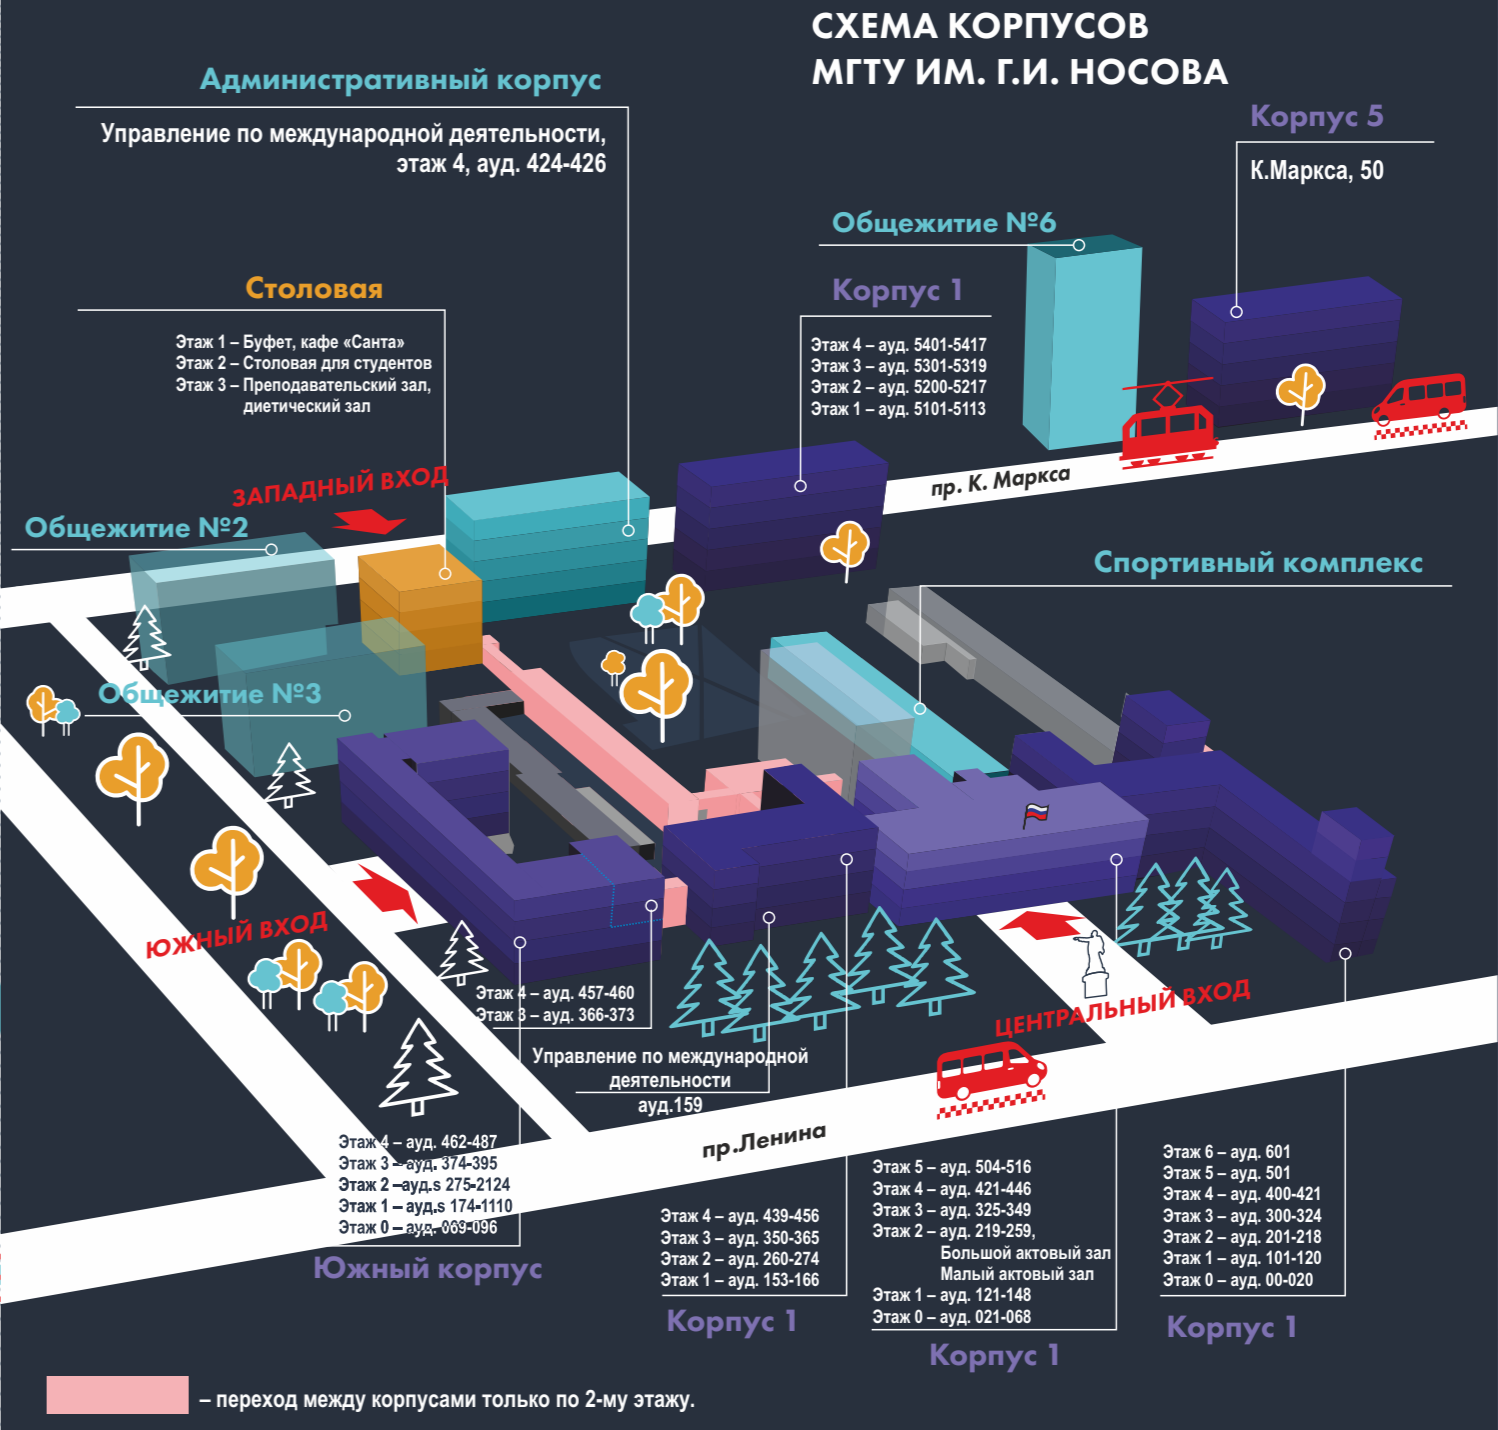 СХЕМА КОРПУСОВ
МГТУ ИМ. Г.И. НОСОВА
Административный корпус
Управление по международной деятельности,
этаж 4, ауд. 424-426
Корпус 5
К.Маркса, 50
Общежитие №6
Столовая
Этаж 1 – Буфет, кафе «Санта»
Этаж 2 – Столовая для студентов
Этаж 3 – Преподавательский зал,
диетический зал
Корпус 1
Этаж 4 – ауд. 5401-5417
Этаж 3 – ауд. 5301-5319
Этаж 2 – ауд. 5200-5217
Этаж 1 – ауд. 5101-5113
ЗАПАДНЫЙ ВХОД
пр. К. Маркса
Общежитие №2
Спортивный комплекс
Общежитие №3
ЮЖНЫЙ ВХОД
Этаж 4 – ауд. 457-460
Этаж 3 – ауд. 366-373
ЦЕНТРАЛЬНЫЙ ВХОД
Управление по международной
деятельности
ауд.159
пр.Ленина
Этаж 4 – ауд. 462-487
Этаж 3 – ауд. 374-395
Этаж 2 –ауд.s 275-2124
Этаж 1 – ауд.s 174-1110
Этаж 0 – ауд. 069-096
Южный корпус
Этаж 4 – ауд. 439-456
Этаж 3 – ауд. 350-365
Этаж 2 – ауд. 260-274
Этаж 1 – ауд. 153-166
Корпус 1
Этаж 5 – ауд. 504-516
Этаж 4 – ауд. 421-446
Этаж 3 – ауд. 325-349
Этаж 2 – ауд. 219-259,
Большой актовый зал
Малый актовый зал
Этаж 1 – ауд. 121-148
Этаж 0 – ауд. 021-068
Корпус 1
Этаж 6 – ауд. 601
Этаж 5 – ауд. 501
Этаж 4 – ауд. 400-421
Этаж 3 – ауд. 300-324
Этаж 2 – ауд. 201-218
Этаж 1 – ауд. 101-120
Этаж 0 – ауд. 00-020
Корпус 1
– переход между корпусами только по 2-му этажу.